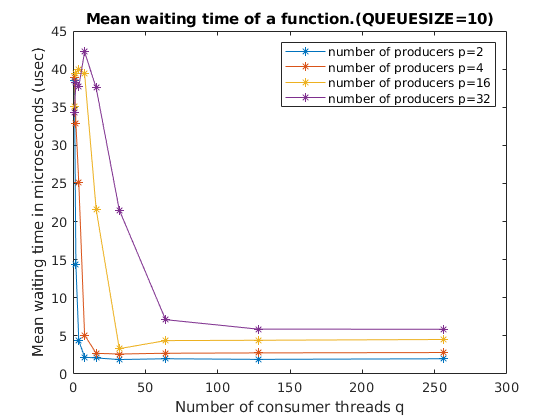 Mean waiting time of a function.(QUEUESIZE=10)
45
40
35
30
25
20
15
10
5
0
Mean waiting time in microseconds (usec)
number of producers p=2
number of producers p=4
number of producers p=16
number of producers p=32
0 50 100 150 200 250 300
Number of consumer threads q